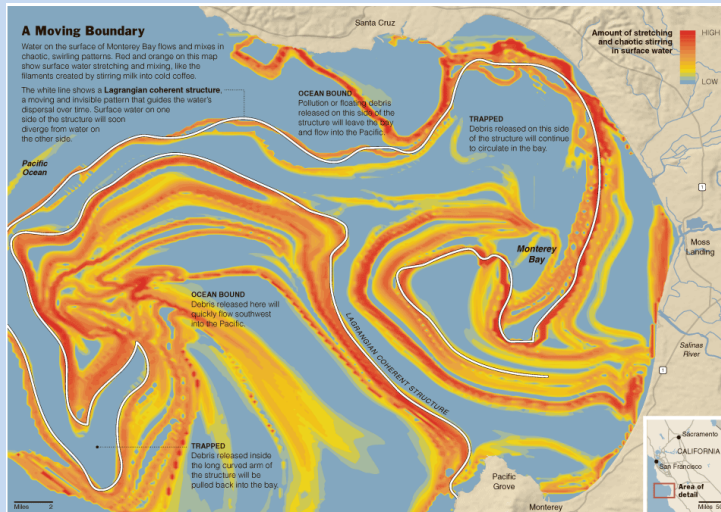 A Moving Boundary
Water on the surface of Monterey Bay flows and mixes in
chaotic, swirling patterns. Red and orange on this map
show surface water stretching and mixing, like the
filaments created by stirring milk into cold coffee.
The white line shows a Lagrangian coherent structure,
a moving and invisible pattern that guides the water's
dispersal over time. Surface water on one
side of the structure will soon
diverge from water on
the other side.
Santa Cruz
Amount of stretching
and chaotic stirring
in surface water
HIGH
LOW
OCEAN BOUND
Pollution or floating debris
released on this side of the
structure will leave the bay
and flow into the Pacific.
TRAPPED
Debris released on this side
of the structure will continue
to circulate in the bay.
Pacific
Ocean
1
Moss
Landing
Monterey
Bay
OCEAN BOUND
Debris released here will
quickly flow southwest
into the Pacific.
LAGRANGIAN COHERENT STRUCTURE
Salinas
River
1
TRAPPED
Debris released inside
the long curved arm of
the structure will be
pulled back into the bay.
Pacific
Grove
Monterey
Miles 2
Sacramento
CALIFORNIA
San Francisco
Area of
detail
Miles 50